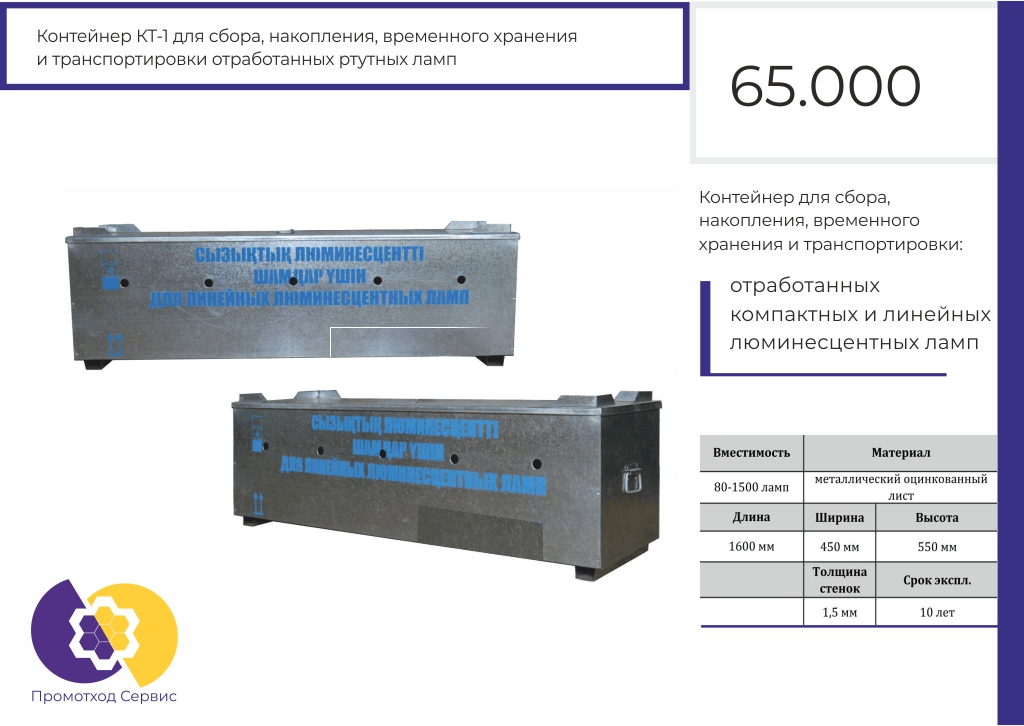 Контейнер КТ-1 для сбора, накопления, временного хранения
и транспортировки отработанных ртутных ламп
65.000
Контейнер для сбора,
накопления, временного
хранения и транспортировки:
отработанных
компактных и линейных
люминесцентных ламп
СЫЗЫҚТЫҚ ЛЮМИНЕСЦЕНТТІ
ШАМДАР ҮШІН
ДЛЯ ЛИНЕЙНЫХ ЛЮМИНЕСЦЕНТНЫХ ЛАМП
СЫЗЫҚТЫҚ ЛЮМИНЕСЦЕНТТІ
ШАМДАР ҮШІН
ДЛЯ ЛИНЕЙНЫХ ЛЮМИНЕСЦЕНТНЫХ ЛАМП
Вместимость Материал
80-1500 ламп металлический оцинкованный
лист
Длина Ширина Высота
1600 мм 450 мм 550 мм
Толщина
стенок Срок экспл.
1,5 мм 10 лет
Промотход Сервис